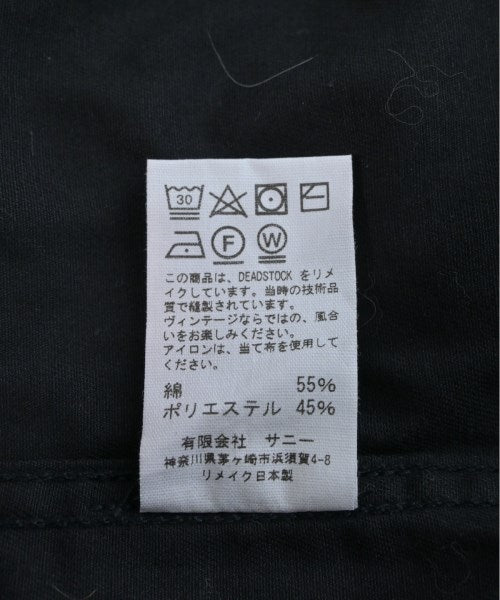 30
F W
この商品は、DEADSTOCK をリメ
イクしています。当時の技術品
質で縫製されています。
ヴィンテージならではの、風合
いをお楽しみください。
アイロンは、当て布を使用して
ください。
綿 55%
ポリエステル 45%
有限会社 サニー
神奈川県茅ヶ崎市浜須賀4-8
リメイク日本製